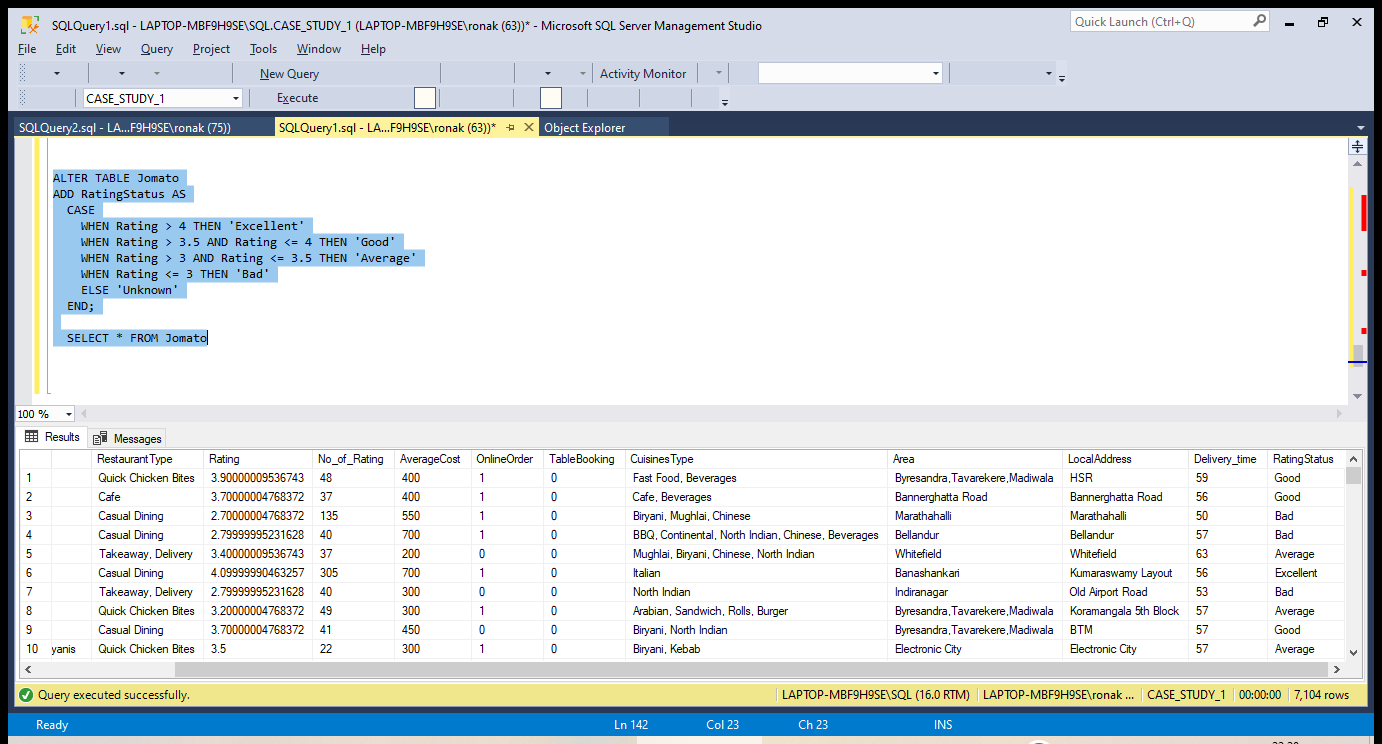 SQLQuery1.sql - LAPTOP-MBF9H9SE\SQL.CASE_STUDY_1 (LAPTOP-MBF9H9SE\ronak (63))* - Microsoft SQL Server Management Studio
Quick Launch (Ctrl+Q)
File Edit View Query Project Tools Window Help
New Query Activity Monitor
CASE_STUDY_1 Execute
SQLQuery2.sql - LA...F9H9SE\ronak (75)) SQLQuery1.sql - LA...F9H9SE\ronak (63))* Object Explorer
ALTER TABLE Jomato
ADD RatingStatus AS
CASE
WHEN Rating > 4 THEN 'Excellent'
WHEN Rating > 3.5 AND Rating <= 4 THEN 'Good'
WHEN Rating > 3 AND Rating <= 3.5 THEN 'Average'
WHEN Rating <= 3 THEN 'Bad'
ELSE 'Unknown'
END;
SELECT * FROM Jomato
100 %
Results Messages
RestaurantType Rating No_of_Rating AverageCost OnlineOrder TableBooking CuisinesType Area LocalAddress Delivery_time RatingStatus
1 Quick Chicken Bites 3.90000009536743 48 400 1 0 Fast Food, Beverages Byresandra,Tavarekere,Madiwala HSR 59 Good
2 Cafe 3.70000004768372 37 400 1 0 Cafe, Beverages Bannerghatta Road Bannerghatta Road 56 Good
3 Casual Dining 2.70000004768372 135 550 1 0 Biryani, Mughlai, Chinese Marathahalli Marathahalli 50 Bad
4 Casual Dining 2.79999995231628 40 700 1 0 BBQ, Continental, North Indian, Chinese, Beverages Bellandur Bellandur 57 Bad
5 Takeaway, Delivery 3.40000009536743 37 200 0 0 Mughlai, Biryani, Chinese, North Indian Whitefield Whitefield 63 Average
6 Casual Dining 4.09999990463257 305 700 1 0 Italian Banashankari Kumaraswamy Layout 56 Excellent
7 Takeaway, Delivery 2.79999995231628 40 300 0 0 North Indian Indiranagar Old Airport Road 53 Bad
8 Quick Chicken Bites 3.20000004768372 49 300 1 0 Arabian, Sandwich, Rolls, Burger Byresandra,Tavarekere,Madiwala Koramangala 5th Block 57 Average
9 Casual Dining 3.70000004768372 41 450 0 0 Biryani, North Indian Byresandra,Tavarekere,Madiwala BTM 57 Good
10 yanis Quick Chicken Bites 3.5 22 300 1 0 Biryani, Kebab Electronic City Electronic City 57 Average
Query executed successfully. LAPTOP-MBF9H9SE\SQL (16.0 RTM) LAPTOP-MBF9H9SE\ronak ... CASE_STUDY_1 00:00:00 7,104 rows
Ready Ln 142 Col 23 Ch 23 INS